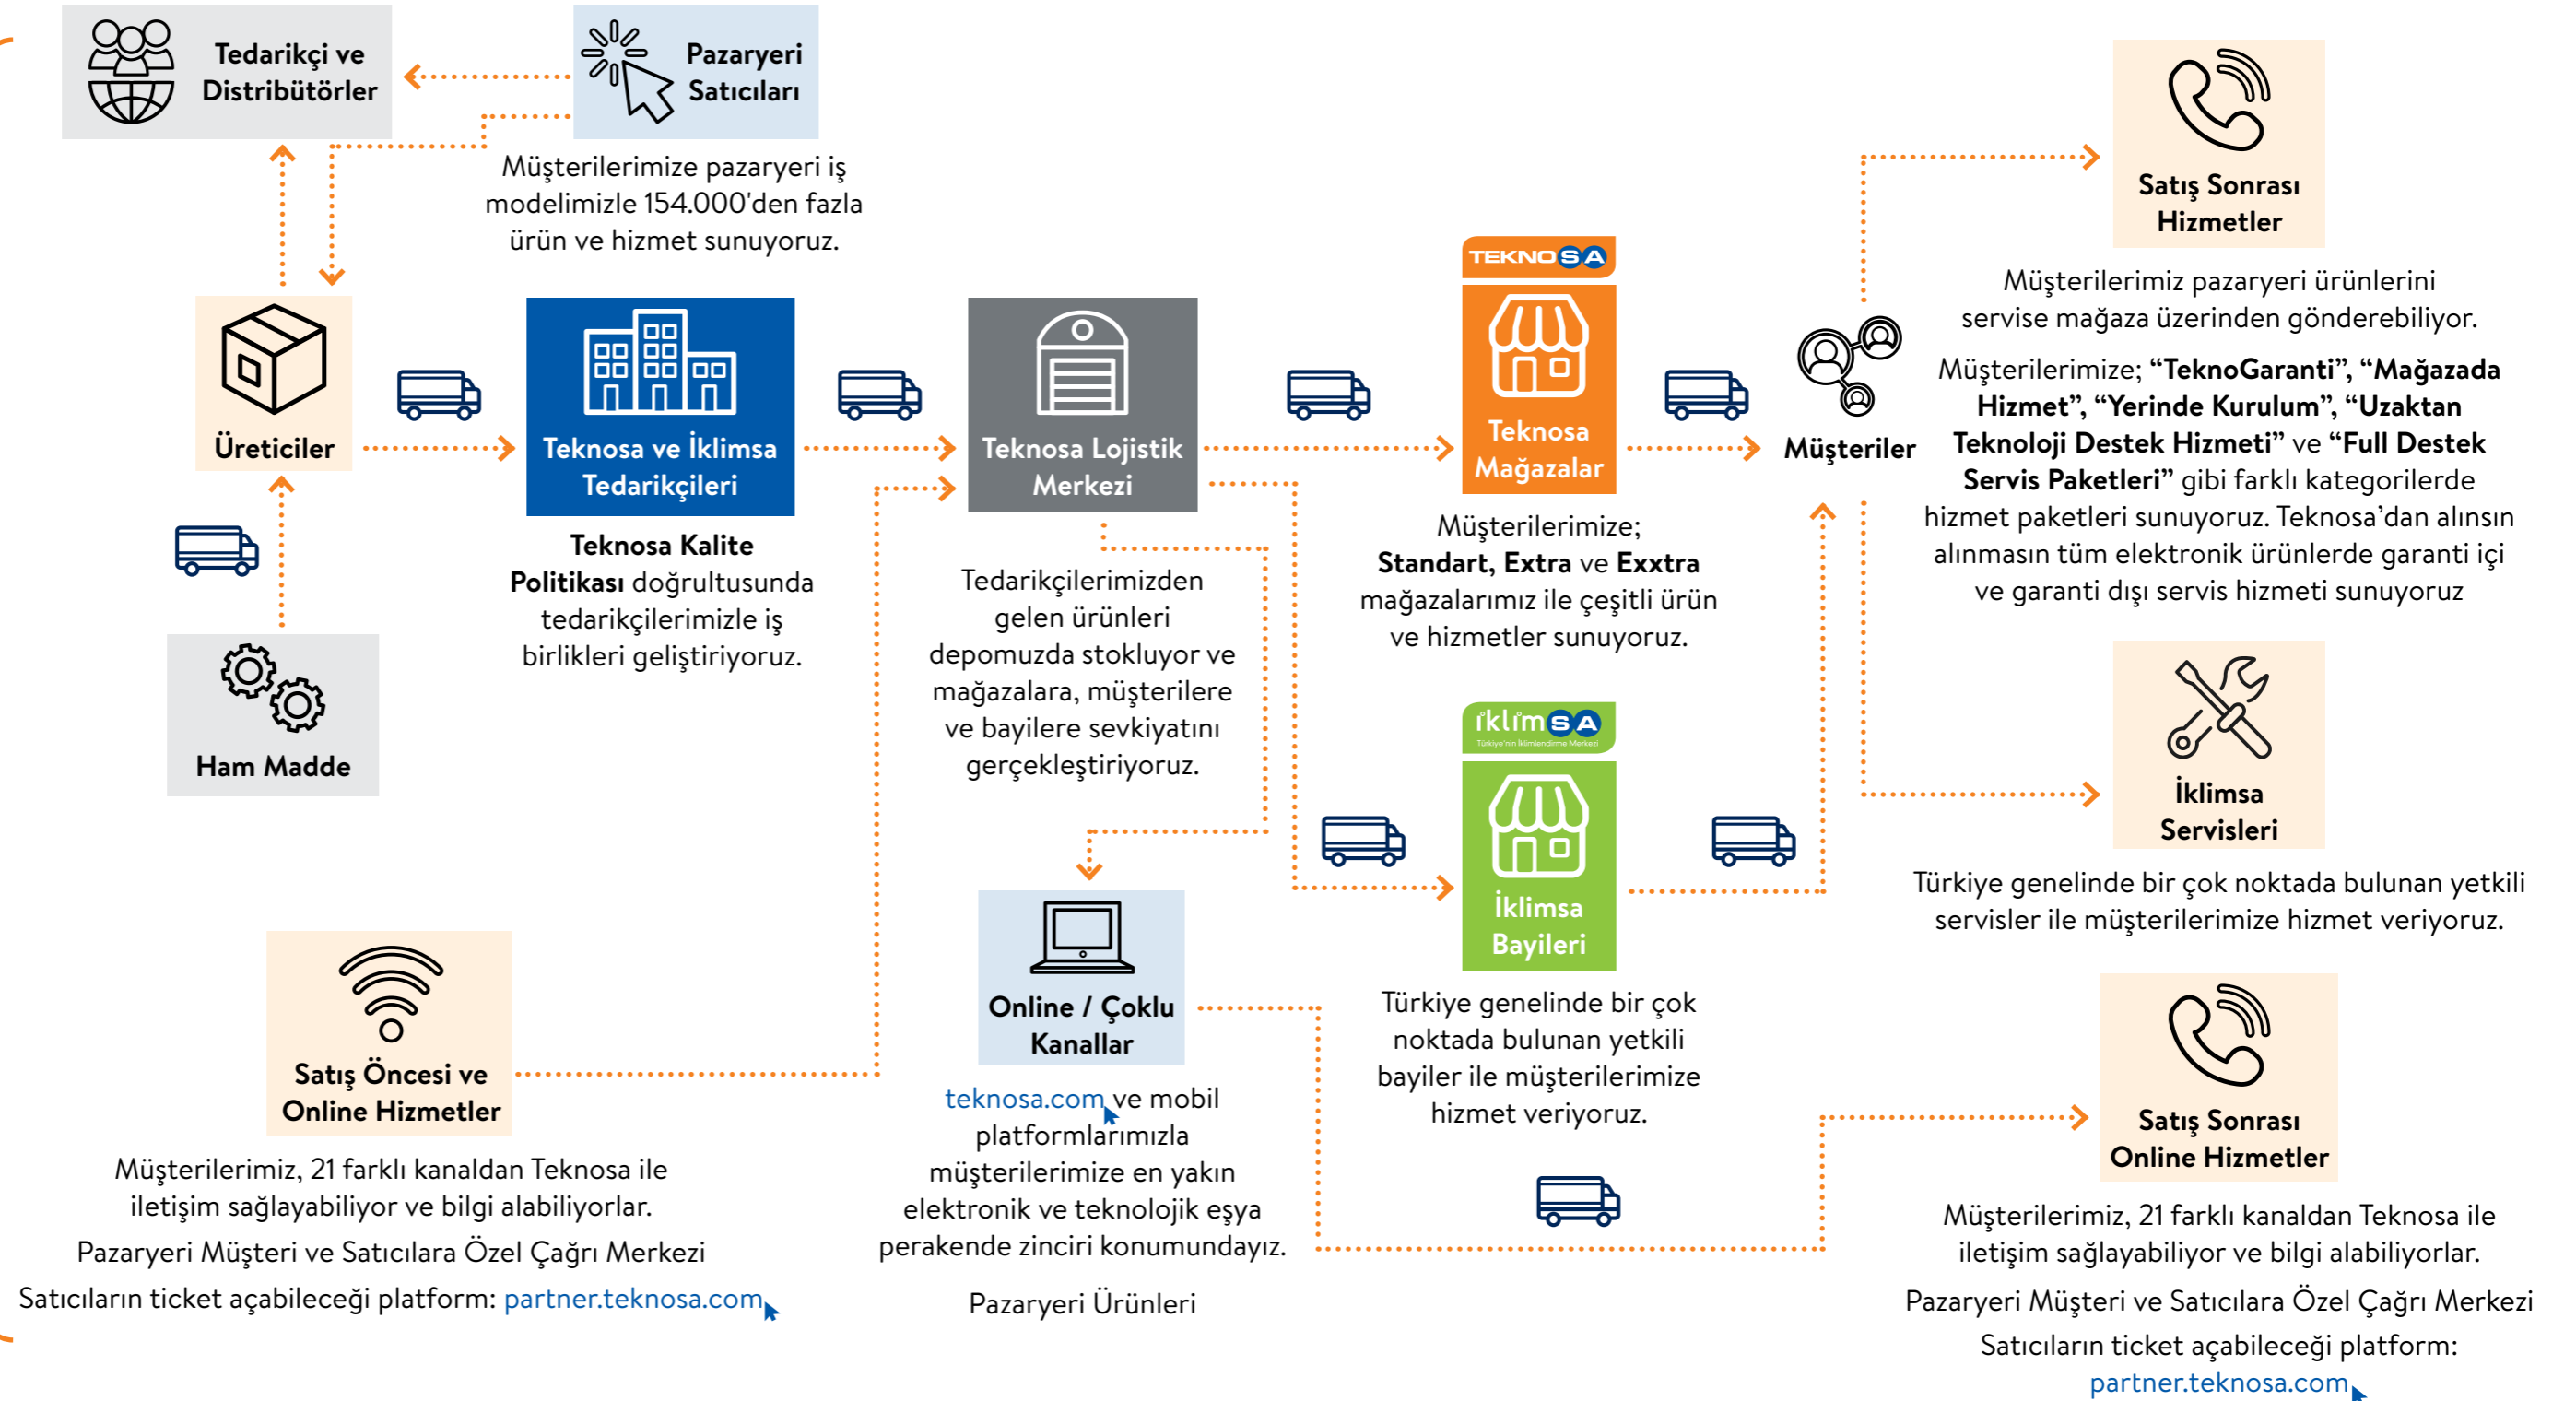 Tedarikçi ve
Distribütörler
Pazaryeri
Satıcıları
Müşterilerimize pazaryeri iş
modelimizle 154.000'den fazla
ürün ve hizmet sunuyoruz.
Üreticiler
Ham Madde
Teknosa ve İklimsa
Tedarikçileri
Teknosa Kalite
Politikası doğrultusunda
tedarikçilerimizle iş
birlikleri geliştiriyoruz.
Teknosa Lojistik
Merkezi
Tedarikçilerimizden
gelen ürünleri
depomuzda stokluyor ve
mağazalara, müşterilere
ve bayilere sevkiyatını
gerçekleştiriyoruz.
TEKNOSA
Teknosa
Mağazalar
Müşterilerimize;
Standart, Extra ve Exxtra
mağazalarımız ile çeşitli ürün
ve hizmetler sunuyoruz.
iklimSA
Türkiye'nin İklimlendirme Merkezi
İklimsa
Bayileri
Türkiye genelinde bir çok
noktada bulunan yetkili
bayiler ile müşterilerimize
hizmet veriyoruz.
Müşteriler
Satış Sonrası
Hizmetler
Müşterilerimiz pazaryeri ürünlerini
servise mağaza üzerinden gönderebiliyor.
Müşterilerimize; “TeknoGaranti”, “Mağazada
Hizmet”, “Yerinde Kurulum”, “Uzaktan
Teknoloji Destek Hizmeti” ve “Full Destek
Servis Paketleri” gibi farklı kategorilerde
hizmet paketleri sunuyoruz. Teknosa’dan alınsın
alınmasın tüm elektronik ürünlerde garanti içi
ve garanti dışı servis hizmeti sunuyoruz
İklimsa
Servisleri
Türkiye genelinde bir çok noktada bulunan yetkili
servisler ile müşterilerimize hizmet veriyoruz.
Satış Öncesi ve
Online Hizmetler
Müşterilerimiz, 21 farklı kanaldan Teknosa ile
iletişim sağlayabiliyor ve bilgi alabiliyorlar.
Pazaryeri Müşteri ve Satıcılara Özel Çağrı Merkezi
Satıcıların ticket açabileceği platform: partner.teknosa.com
Online / Çoklu
Kanallar
teknosa.com ve mobil
platformlarımızla
müşterilerimize en yakın
elektronik ve teknolojik eşya
perakende zinciri konumundayız.
Pazaryeri Ürünleri
Satış Sonrası
Online Hizmetler
Müşterilerimiz, 21 farklı kanaldan Teknosa ile
iletişim sağlayabiliyor ve bilgi alabiliyorlar.
Pazaryeri Müşteri ve Satıcılara Özel Çağrı Merkezi
Satıcıların ticket açabileceği platform:
partner.teknosa.com